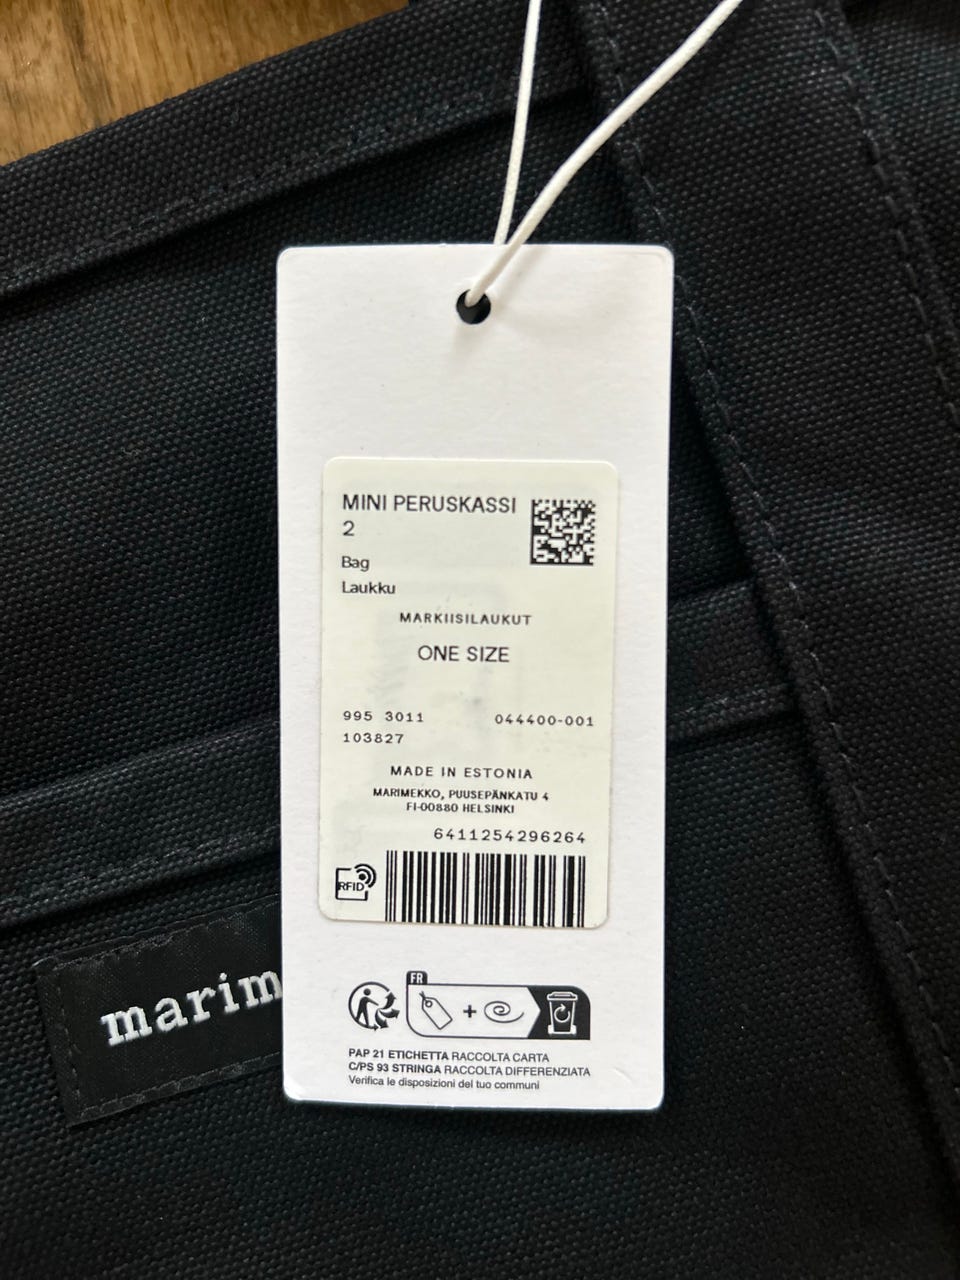 MINI PERUSKASSI
2
Bag
Laukku
MARKIISILAUKUT
ONE SIZE
995 3011 044400-001
103827
MADE IN ESTONIA
MARIMEKKO, PUUSEPÄNKATU 4
FI-00880 HELSINKI
6411254296264
RFID
marim
FR
+
PAP 21 ETICHETTA RACCOLTA CARTA
C/PS 93 STRINGA RACCOLTA DIFFERENZIATA
Verifica le disposizioni del tuo communi